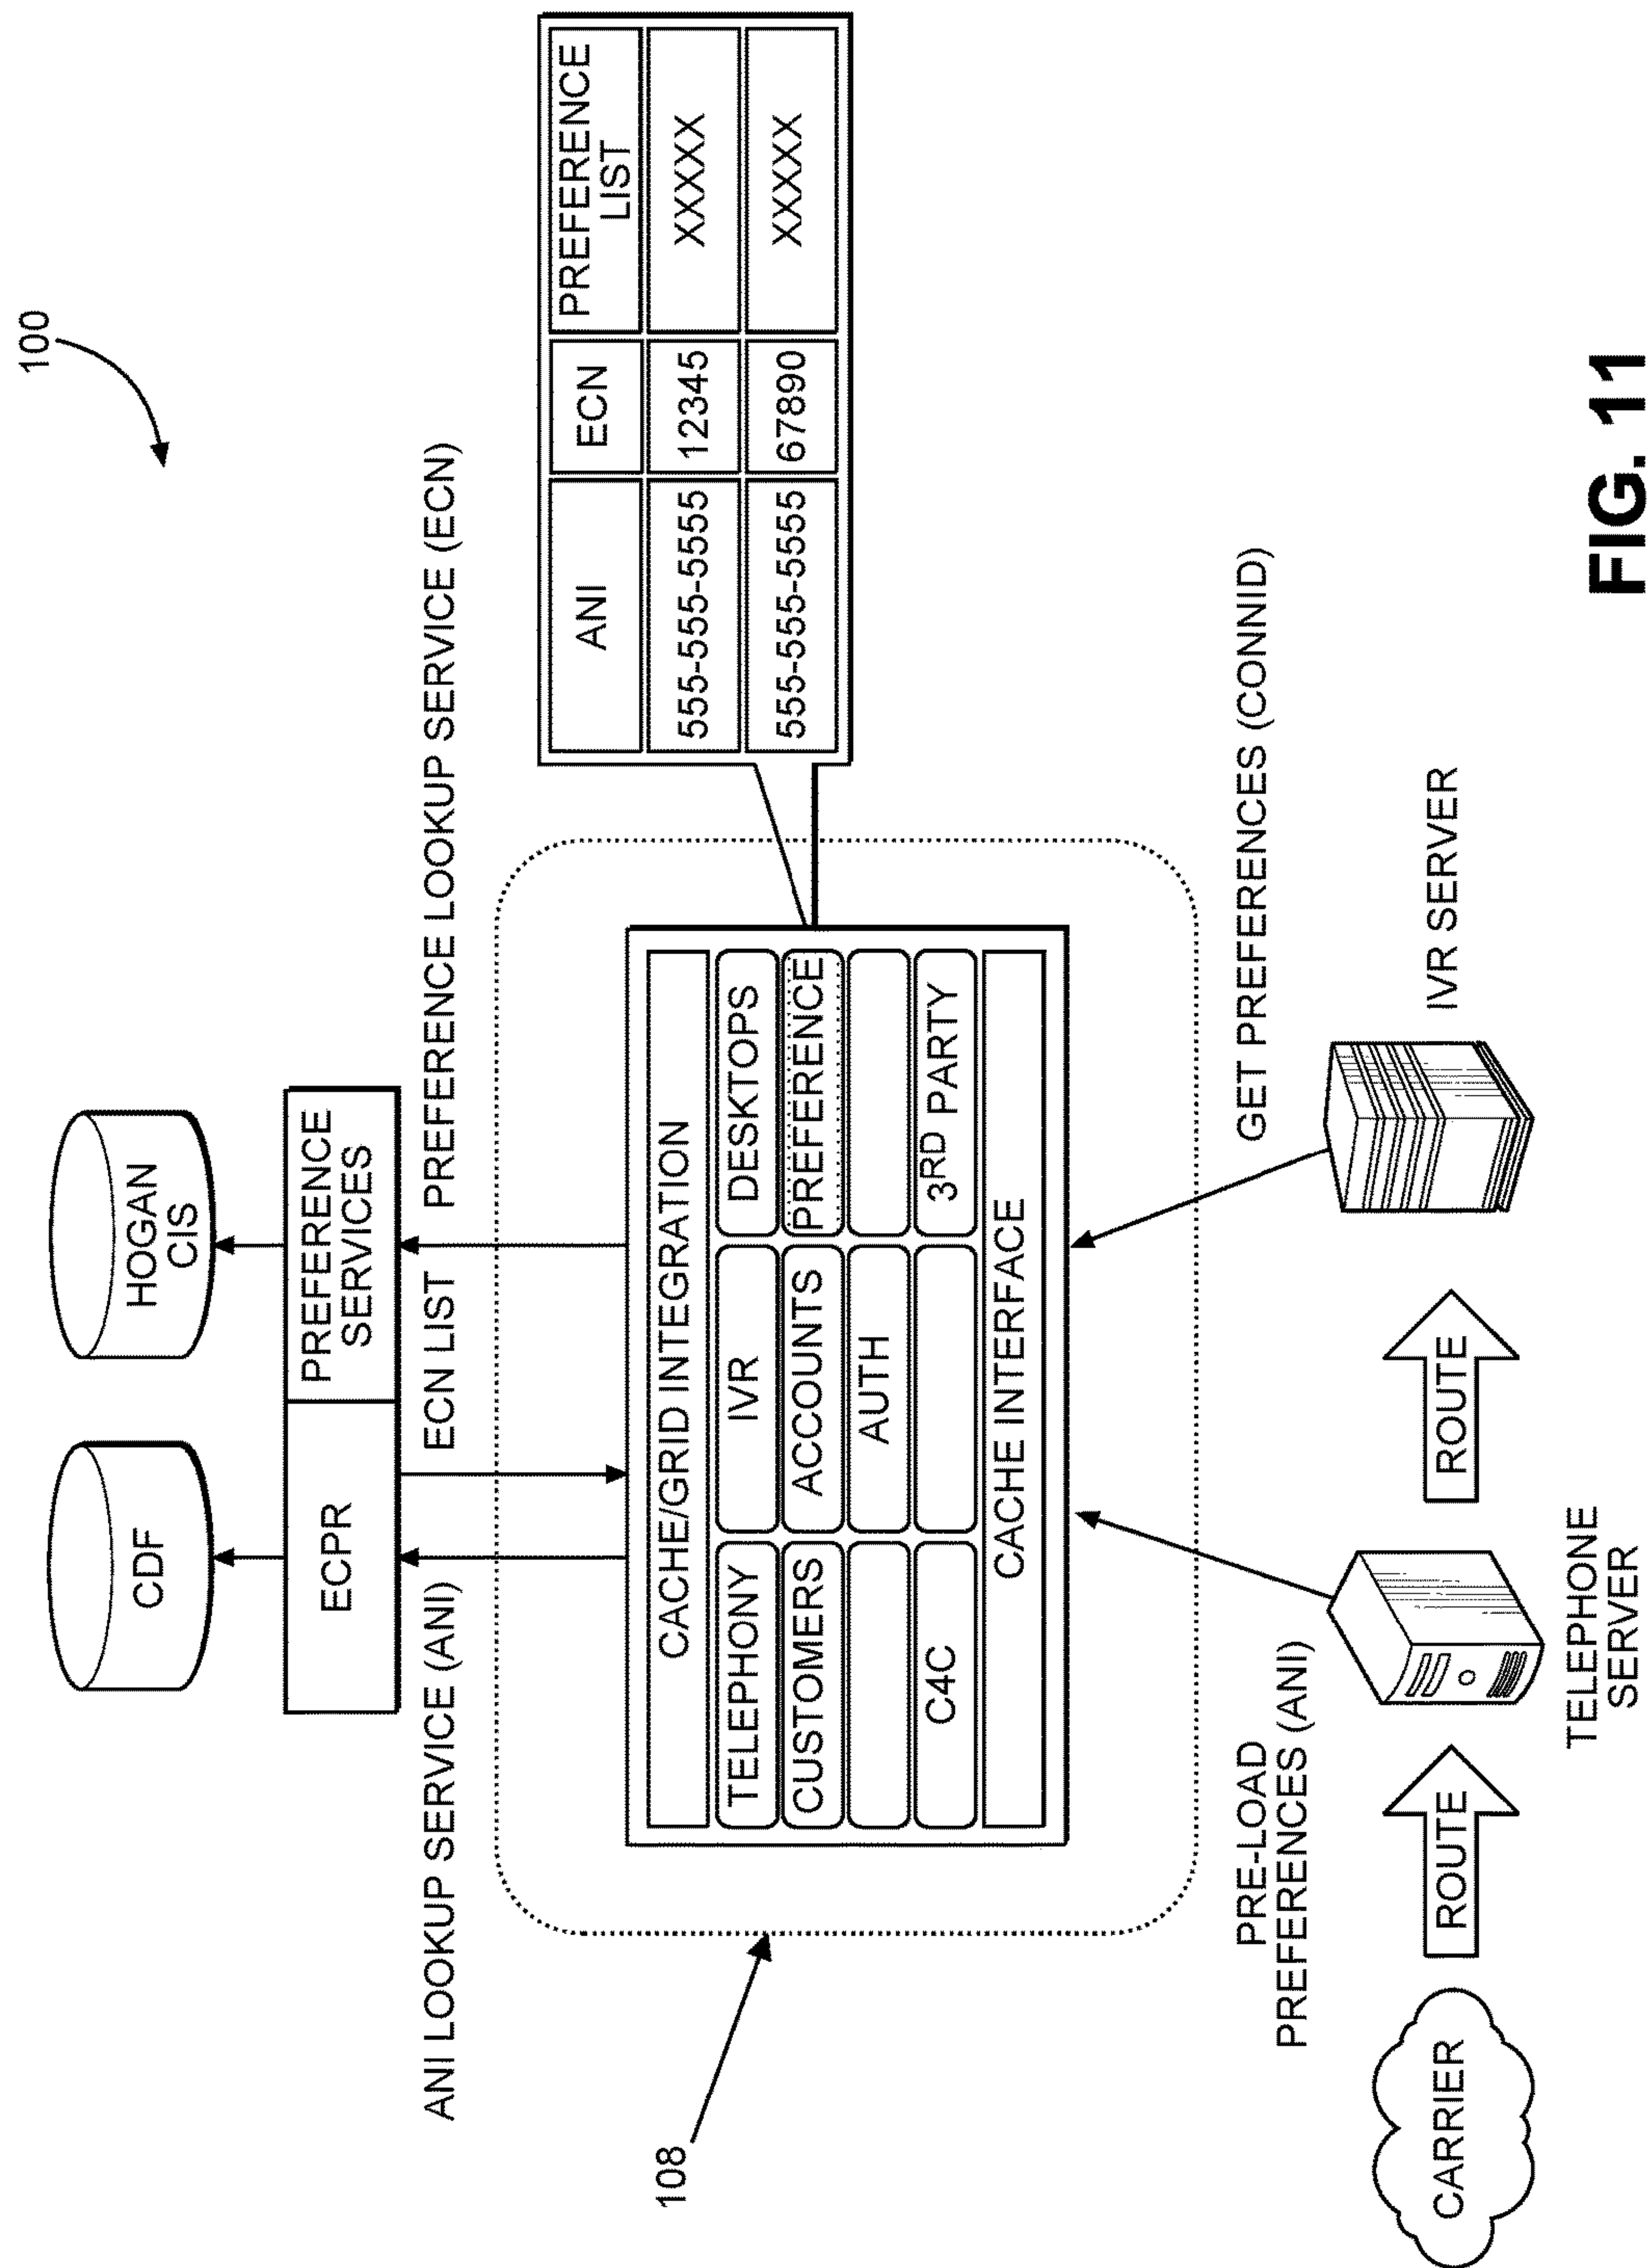 100
CDF
HOGAN
CIS
ECPR
PREFERENCE
SERVICES
ANI LOOKUP SERVICE (ANI)
ECN LIST
PREFERENCE LOOKUP SERVICE (ECN)
108
CACHE/GRID INTEGRATION
TELEPHONY
IVR
DESKTOPS
CUSTOMERS
ACCOUNTS
PREFERENCE
AUTH
C4C
3RD PARTY
CACHE INTERFACE
ANI
ECN
PREFERENCE
LIST
555-555-5555
12345
XXXXX
555-555-5555
67890
XXXXX
PRE-LOAD
PREFERENCES (ANI)
GET PREFERENCES (CONNID)
CARRIER
ROUTE
TELEPHONE
SERVER
ROUTE
IVR SERVER
FIG. 11